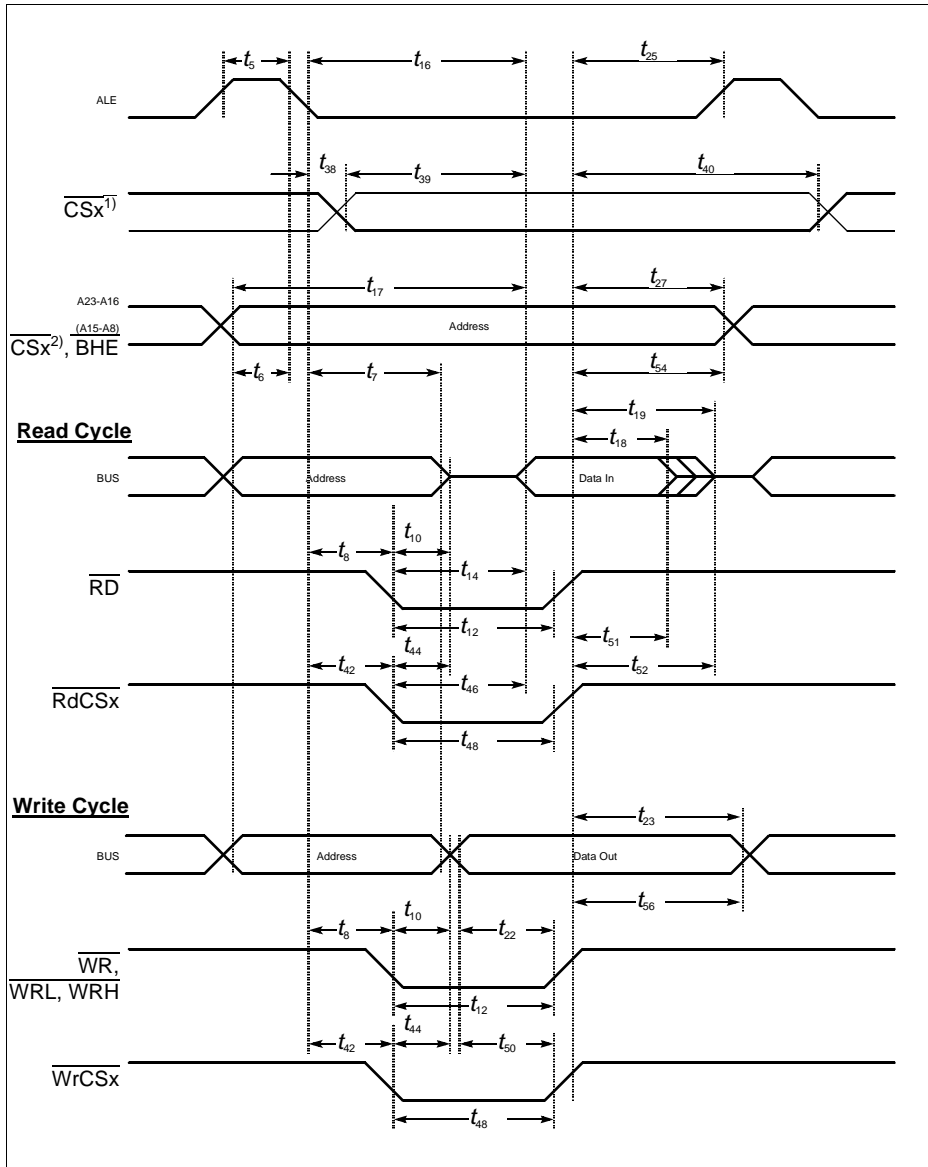 t5 t16 t25
ALE
t38 t39 t40
CSx1)
t17 t27
A23-A16
(A15-A8)
Address
CSx2), BHE
t54
t6 t7
t19
Read Cycle
t18
BUS Address Data In
t10
t8 t14
RD
t12
t51
t44
t42 t52
t46
RdCSx
t48
Write Cycle
t23
BUS Address Data Out
t56
t10
t8 t22
WR,
WRL, WRH
t12
t44
t42 t50
WrCSx
t48